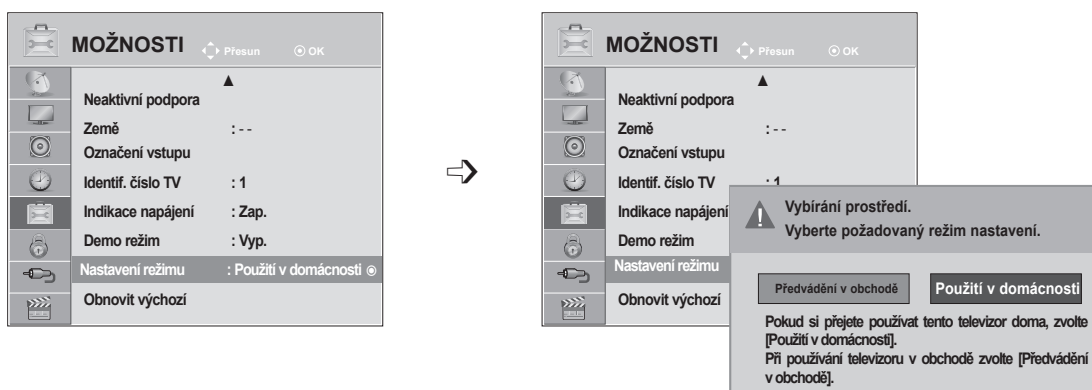 MOŽNOSTI Přesun OK
Neaktivní podpora
Země : - -
Označení vstupu
Identif. číslo TV : 1
Indikace napájení : Zap.
Demo režim : Vyp.
Nastavení režimu : Použití v domácnosti
Obnovit výchozí
MOŽNOSTI Přesun OK
Neaktivní podpora
Země : - -
Označení vstupu
Identif. číslo TV : 1
Indikace napájení
Demo režim
Nastavení režimu
Obnovit výchozí
Vybírání prostředí.
Vyberte požadovaný režim nastavení.
Předvádění v obchodě Použití v domácnosti
Pokud si přejete používat tento televizor doma, zvolte
[Použití v domácnosti].
Při používání televizoru v obchodě zvolte [Předvádění
v obchodě].